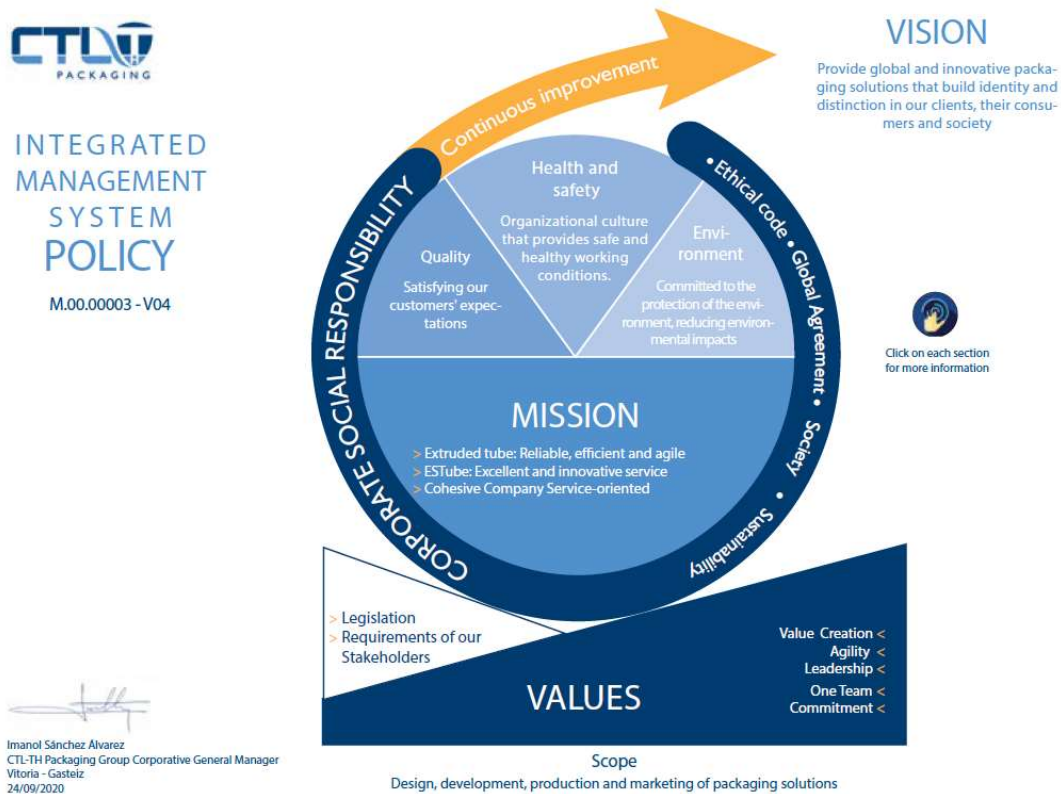 CTL TH
PACKAGING
INTEGRATED
MANAGEMENT
SYSTEM
POLICY
M.00.00003 - V04
Continuous improvement
VISION
Provide global and innovative packa-
ging solutions that build identity and
distinction in our clients, their consu-
mers and society
CORPORATE SOCIAL RESPONSIBILITY
Quality
Satisfying our
customers' expec-
tations
Health and
safety
Organizational culture
that provides safe and
healthy working
conditions.
Envi-
ronment
Committed to the
protection of the envi-
ronment, reducing environ-
mental impacts
• Ethical code • Global Agreement • Society • Sustainability
Click on each section
for more information
MISSION
> Extruded tube: Reliable, efficient and agile
> ESTube: Excellent and innovative service
> Cohesive Company Service-oriented
> Legislation
> Requirements of our
Stakeholders
VALUES
Value Creation <
Agility <
Leadership <
One Team <
Commitment <
Imanol Sánchez Álvarez
CTL-TH Packaging Group Corporative General Manager
Vitoria - Gasteiz
24/09/2020
Scope
Design, development, production and marketing of packaging solutions